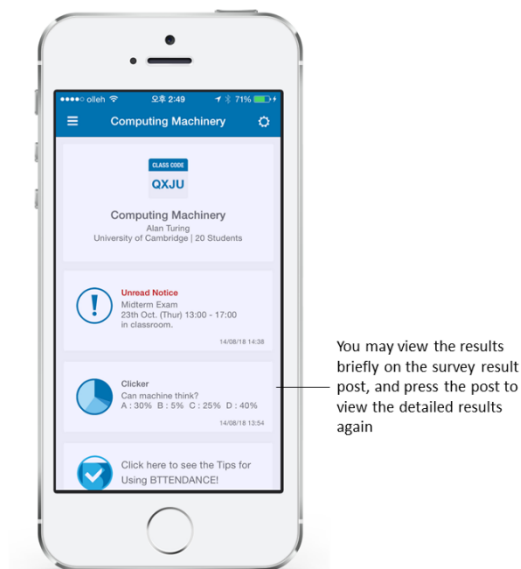 olleh 오후 2:49 71%
Computing Machinery
CLASS CODE
QXJU
Computing Machinery
Alan Turing
University of Cambridge | 20 Students
Unread Notice
Midterm Exam
23th Oct. (Thur) 13:00 - 17:00
in classroom.
14/08/18 14:38
Clicker
Can machine think?
A : 30% B : 5% C : 25% D : 40%
14/08/18 13:54
Click here to see the Tips for
Using BTTENDANCE!
You may view the results
briefly on the survey result
post, and press the post to
view the detailed results
again